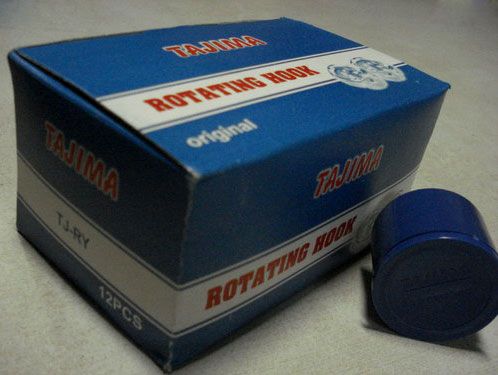 TAJIMA
ROTATING HOOK
original
TAJIMA
TJ-RY
12PCS
TAJIMA
ROTATING HOOK